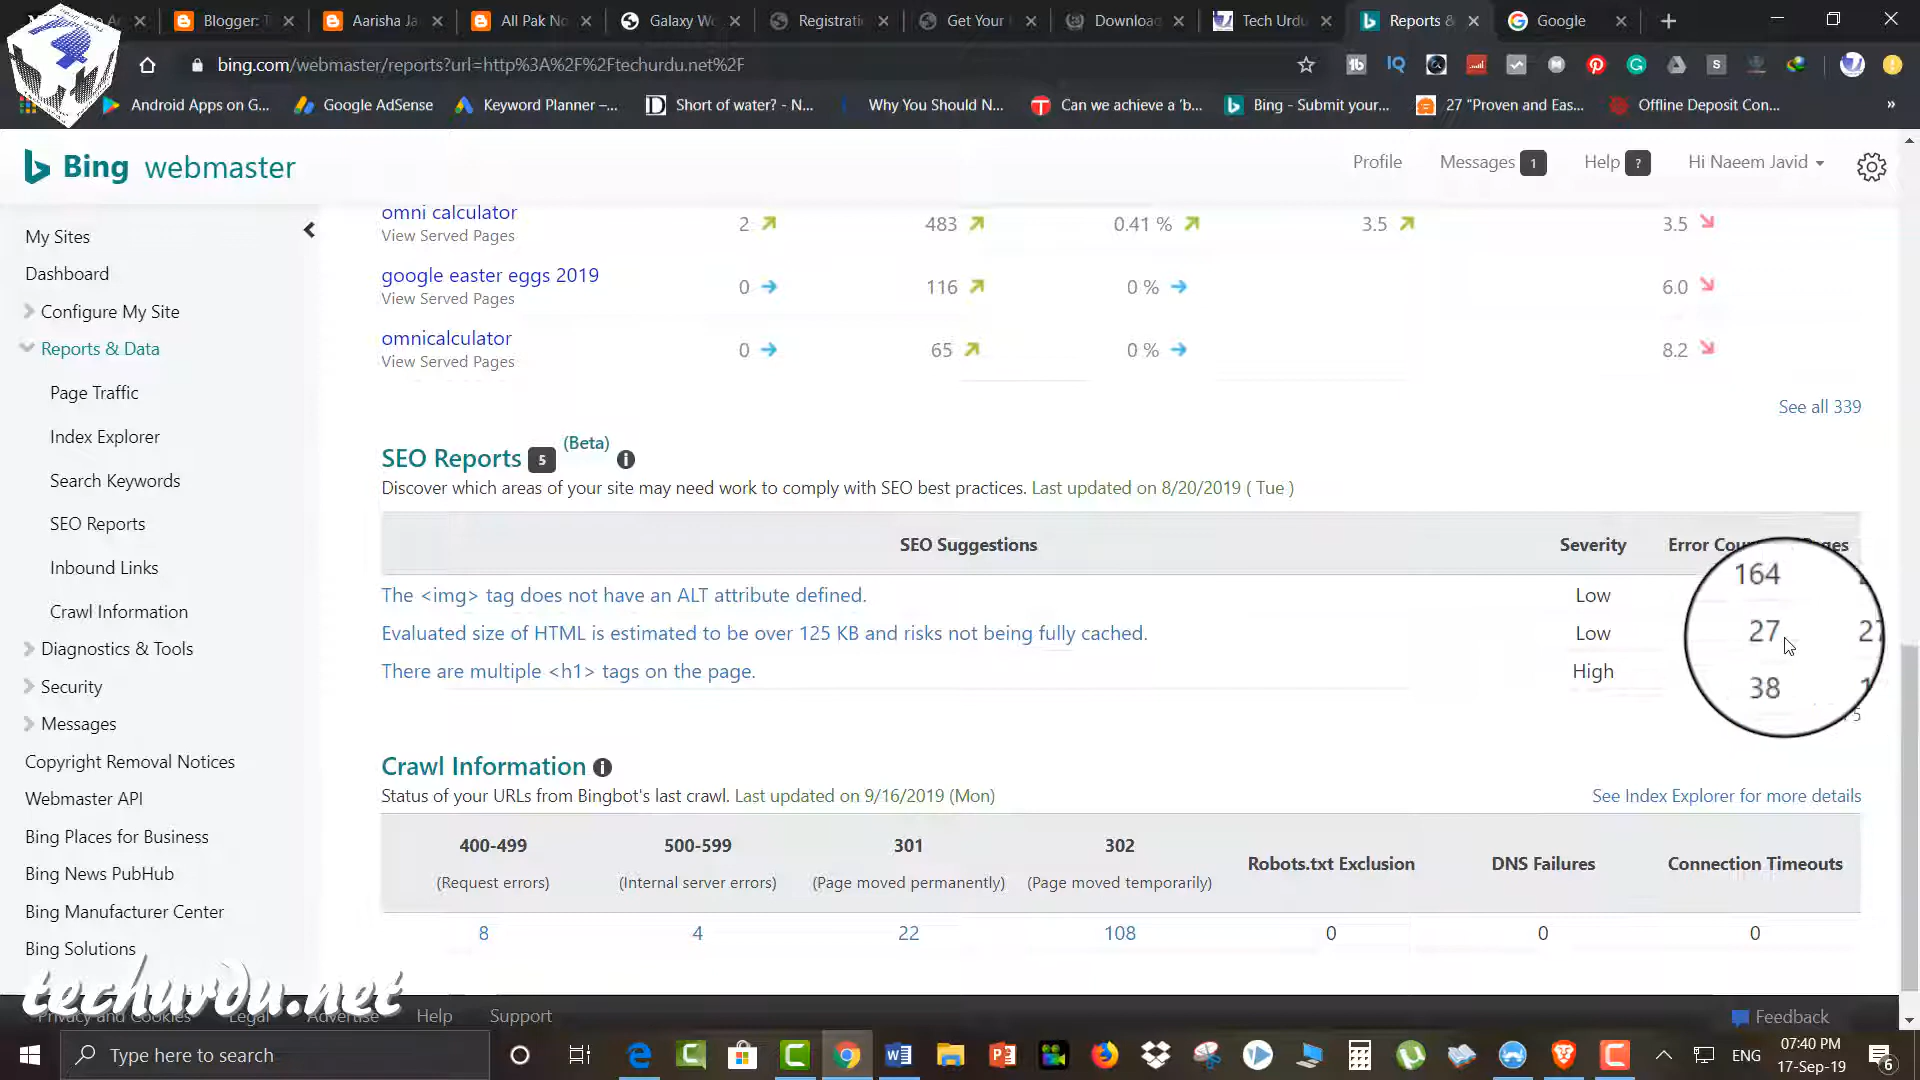 Blogger: T
Aarisha Ja
All Pak No
Galaxy Wo
Registrati
Get Your
Download
Tech Urdu
Reports &
Google
bing.com/webmaster/reports?url=http%3A%2F%2Ftechurdu.net%2F
Android Apps on G... Google AdSense Keyword Planner –... Short of water? - N... Why You Should N... Can we achieve a 'b... Bing - Submit your... 27 "Proven and Eas... Offline Deposit Con... »
Bing webmaster
Profile Messages 1 Help ? Hi Naeem Javid
My Sites
Dashboard
Configure My Site
Reports & Data
Page Traffic
Index Explorer
Search Keywords
SEO Reports
Inbound Links
Crawl Information
Diagnostics & Tools
Security
Messages
Copyright Removal Notices
Webmaster API
Bing Places for Business
Bing News PubHub
Bing Manufacturer Center
Bing Solutions
omni calculator 2 483 0.41 % 3.5 3.5
View Served Pages
google easter eggs 2019 0 116 0 % 6.0
View Served Pages
omnicalculator 0 65 0 % 8.2
View Served Pages
See all 339
SEO Reports 5 (Beta)
Discover which areas of your site may need work to comply with SEO best practices. Last updated on 8/20/2019 ( Tue )
SEO Suggestions Severity Error Cou ges
The <img> tag does not have an ALT attribute defined. Low 164
Evaluated size of HTML is estimated to be over 125 KB and risks not being fully cached. Low 27 27
There are multiple <h1> tags on the page. High 38
Crawl Information
Status of your URLs from Bingbot's last crawl. Last updated on 9/16/2019 (Mon) See Index Explorer for more details
400-499 500-599 301 302 Robots.txt Exclusion DNS Failures Connection Timeouts
(Request errors) (Internal server errors) (Page moved permanently) (Page moved temporarily)
8 4 22 108 0 0 0
techurdu.net
Privacy and Cookies Legal Advertise Help Support Feedback
Type here to search
ENG
07:40 PM
17-Sep-19
6